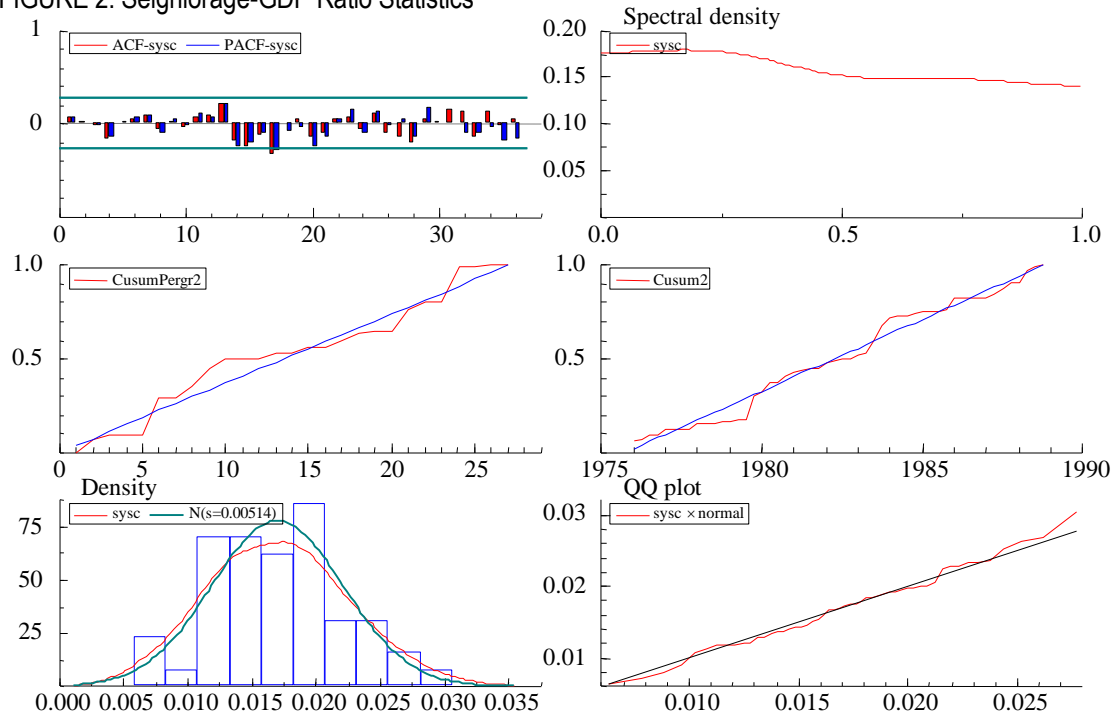 FIGURE 2. Seigniorage-GDP Ratio Statistics
1
ACF-sysc PACF-sysc
0
0 10 20 30
Spectral density
0.20
sysc
0.15
0.10
0.05
0.0 0.5 1.0
1.0
CusumPergr2
0.5
0 5 10 15 20 25
1.0
Cusum2
0.5
1975 1980 1985 1990
Density
sysc N(s=0.00514)
75
50
25
0.000 0.005 0.010 0.015 0.020 0.025 0.030 0.035
QQ plot
0.03
sysc × normal
0.02
0.01
0.010 0.015 0.020 0.025